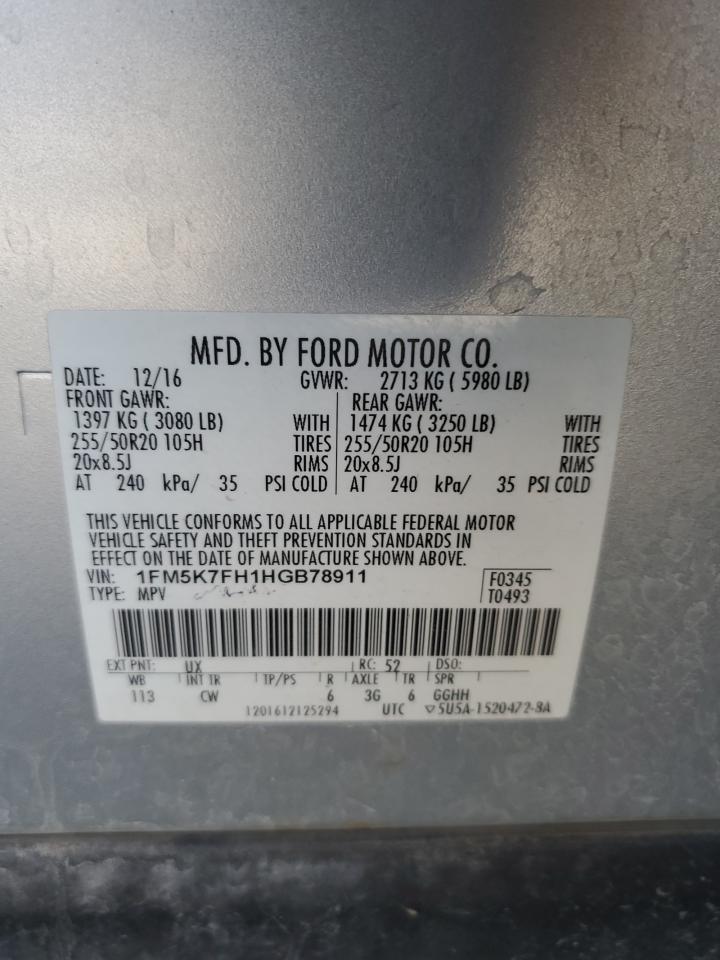 MFD. BY FORD MOTOR CO.
DATE: 12/16 GVWR: 2713 KG ( 5980 LB)
FRONT GAWR: REAR GAWR:
1397 KG ( 3080 LB) WITH 1474 KG ( 3250 LB) WITH
255/50R20 105H TIRES 255/50R20 105H TIRES
20x8.5J RIMS 20x8.5J RIMS
AT 240 kPa/ 35 PSI COLD AT 240 kPa/ 35 PSI COLD
THIS VEHICLE CONFORMS TO ALL APPLICABLE FEDERAL MOTOR
VEHICLE SAFETY AND THEFT PREVENTION STANDARDS IN
EFFECT ON THE DATE OF MANUFACTURE SHOWN ABOVE.
VIN: 1FM5K7FH1HGB78911 F0345
TYPE: MPV T0493
EXT PNT: UX RC: 52 DSO:
WB INT TR TP/PS R AXLE TR SPR
113 CW 6 3G 6 GGHH
1201612125294 UTC ▽5U5A-1520472-BA